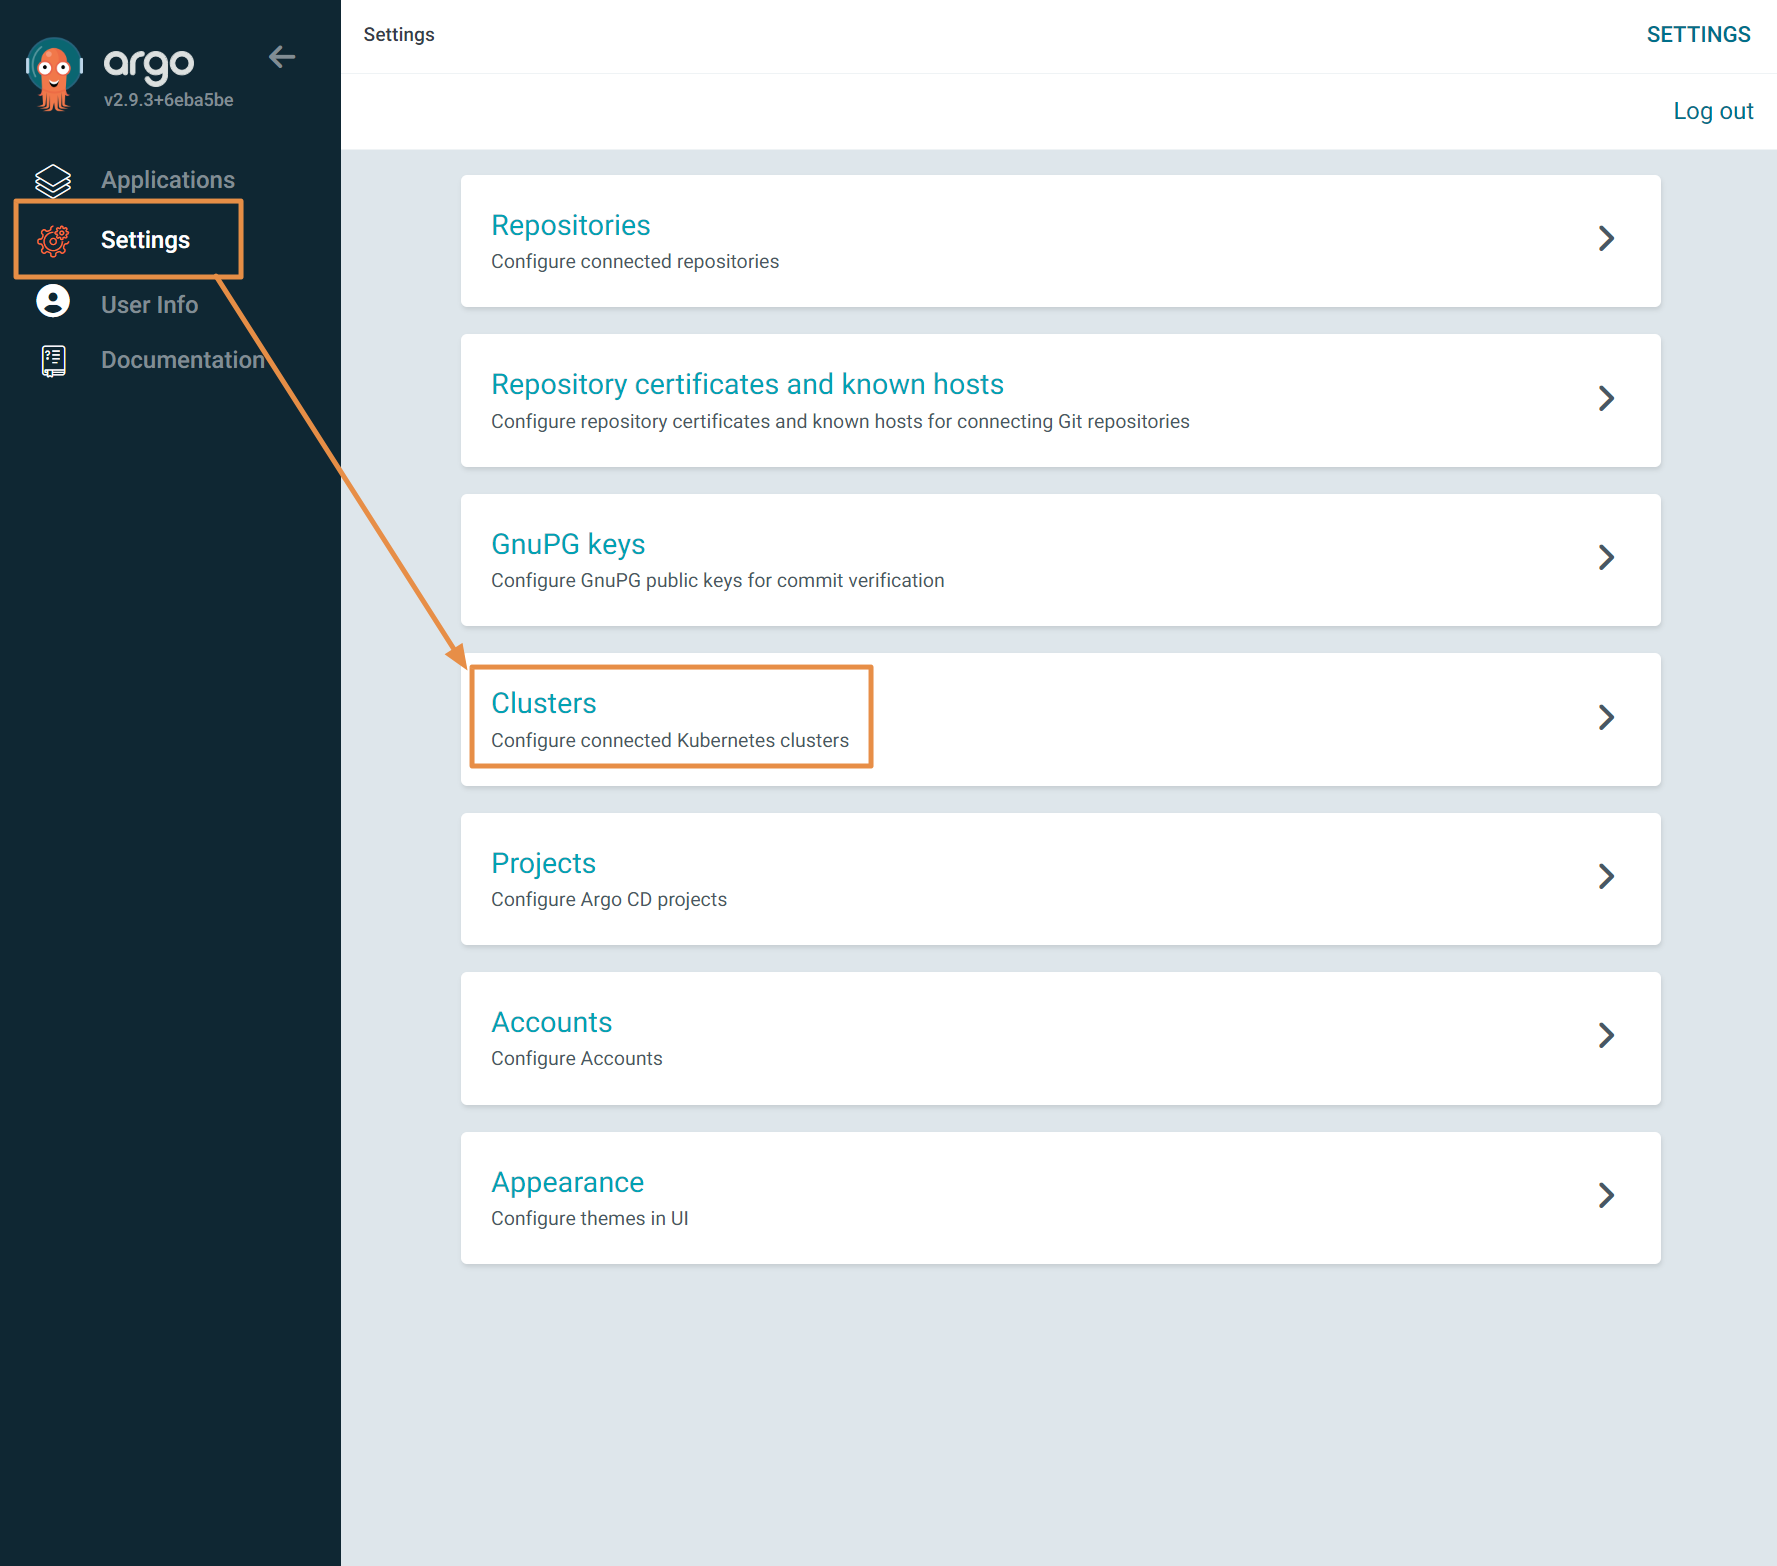 argo
v2.9.3+6eba5be
Applications
Settings
User Info
Documentation
Settings
SETTINGS
Log out
Repositories
Configure connected repositories
Repository certificates and known hosts
Configure repository certificates and known hosts for connecting Git repositories
GnuPG keys
Configure GnuPG public keys for commit verification
Clusters
Configure connected Kubernetes clusters
Projects
Configure Argo CD projects
Accounts
Configure Accounts
Appearance
Configure themes in UI